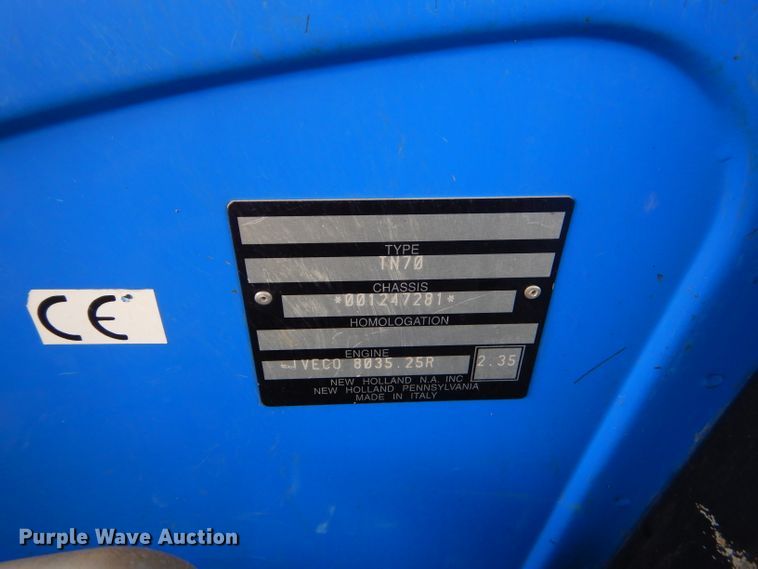 TYPE
TN70
CHASSIS
*001247281*
HOMOLOGATION
ENGINE
IVECO 8035.25R 2.35
NEW HOLLAND N.A. INC
NEW HOLLAND PENNSYLVANIA
MADE IN ITALY
CE
Purple Wave Auction